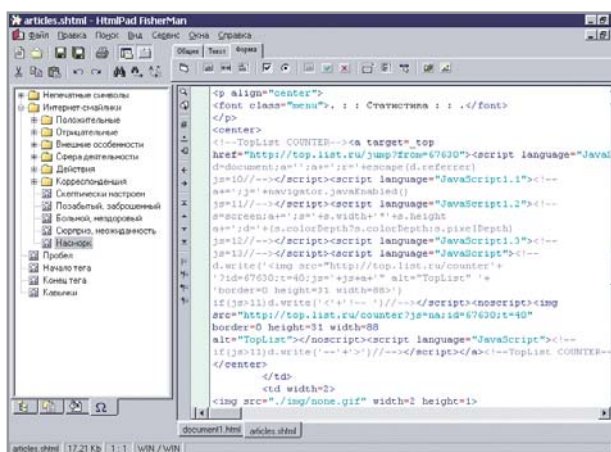 articles.shtml - HtmlPad FisherMan
Файл Правка Поиск Вид Сервис Окна Справка
Общие Текст Форма
Непечатные символы
Интернет-смайлики
Положительные
Отрицательные
Внешние особенности
Сфера деятельности
Действия
Корреспонденция
Скептически настроен
Позабытый, заброшенный
Больной, нездоровый
Сюрприз, неожиданность
Насморк
Пробел
Начало тега
Конец тега
Кавычки
<p align="center">
<font class="menu">. : : Статистика : : .</font>
</p>
<center>
<!--TopList COUNTER--><a target=_top
href="http://top.list.ru/jump?from=67630"><script language="JavaS
d=document;a='';a+=';r='+escape(d.referrer)
js=10//--></script><script language="JavaScript1.1"><!--
a+=';j='+navigator.javaEnabled()
js=11//--></script><script language="JavaScript1.2"><!--
s=screen;a+=';s='+s.width+'*'+s.height
a+=';d='+(s.colorDepth?s.colorDepth:s.pixelDepth)
js=12//--></script><script language="JavaScript1.3"><!--
js=13//--></script><script language="JavaScript"><!--
d.write('<img src="http://top.list.ru/counter'+
'?id=67630;t=40;js='+js+a+'" alt="TopList" '+
'border=0 height=31 width=88>')
if(js>11)d.write('<'+'!-- ')//--></script><noscript><img
src="http://top.list.ru/counter?js=na;id=67630;t=40"
border=0 height=31 width=88
alt="TopList"></noscript><script language="JavaScript"><!--
if(js>11)d.write('--'+'>')//--></script></a><!--TopList COUNTER--
</center>
</td>
<td width=2>
<img src="./img/none.gif" width=2 height=1>
document1.html articles.shtml
articles.shtml 17,21 Kb 1 : 1 WIN / WIN